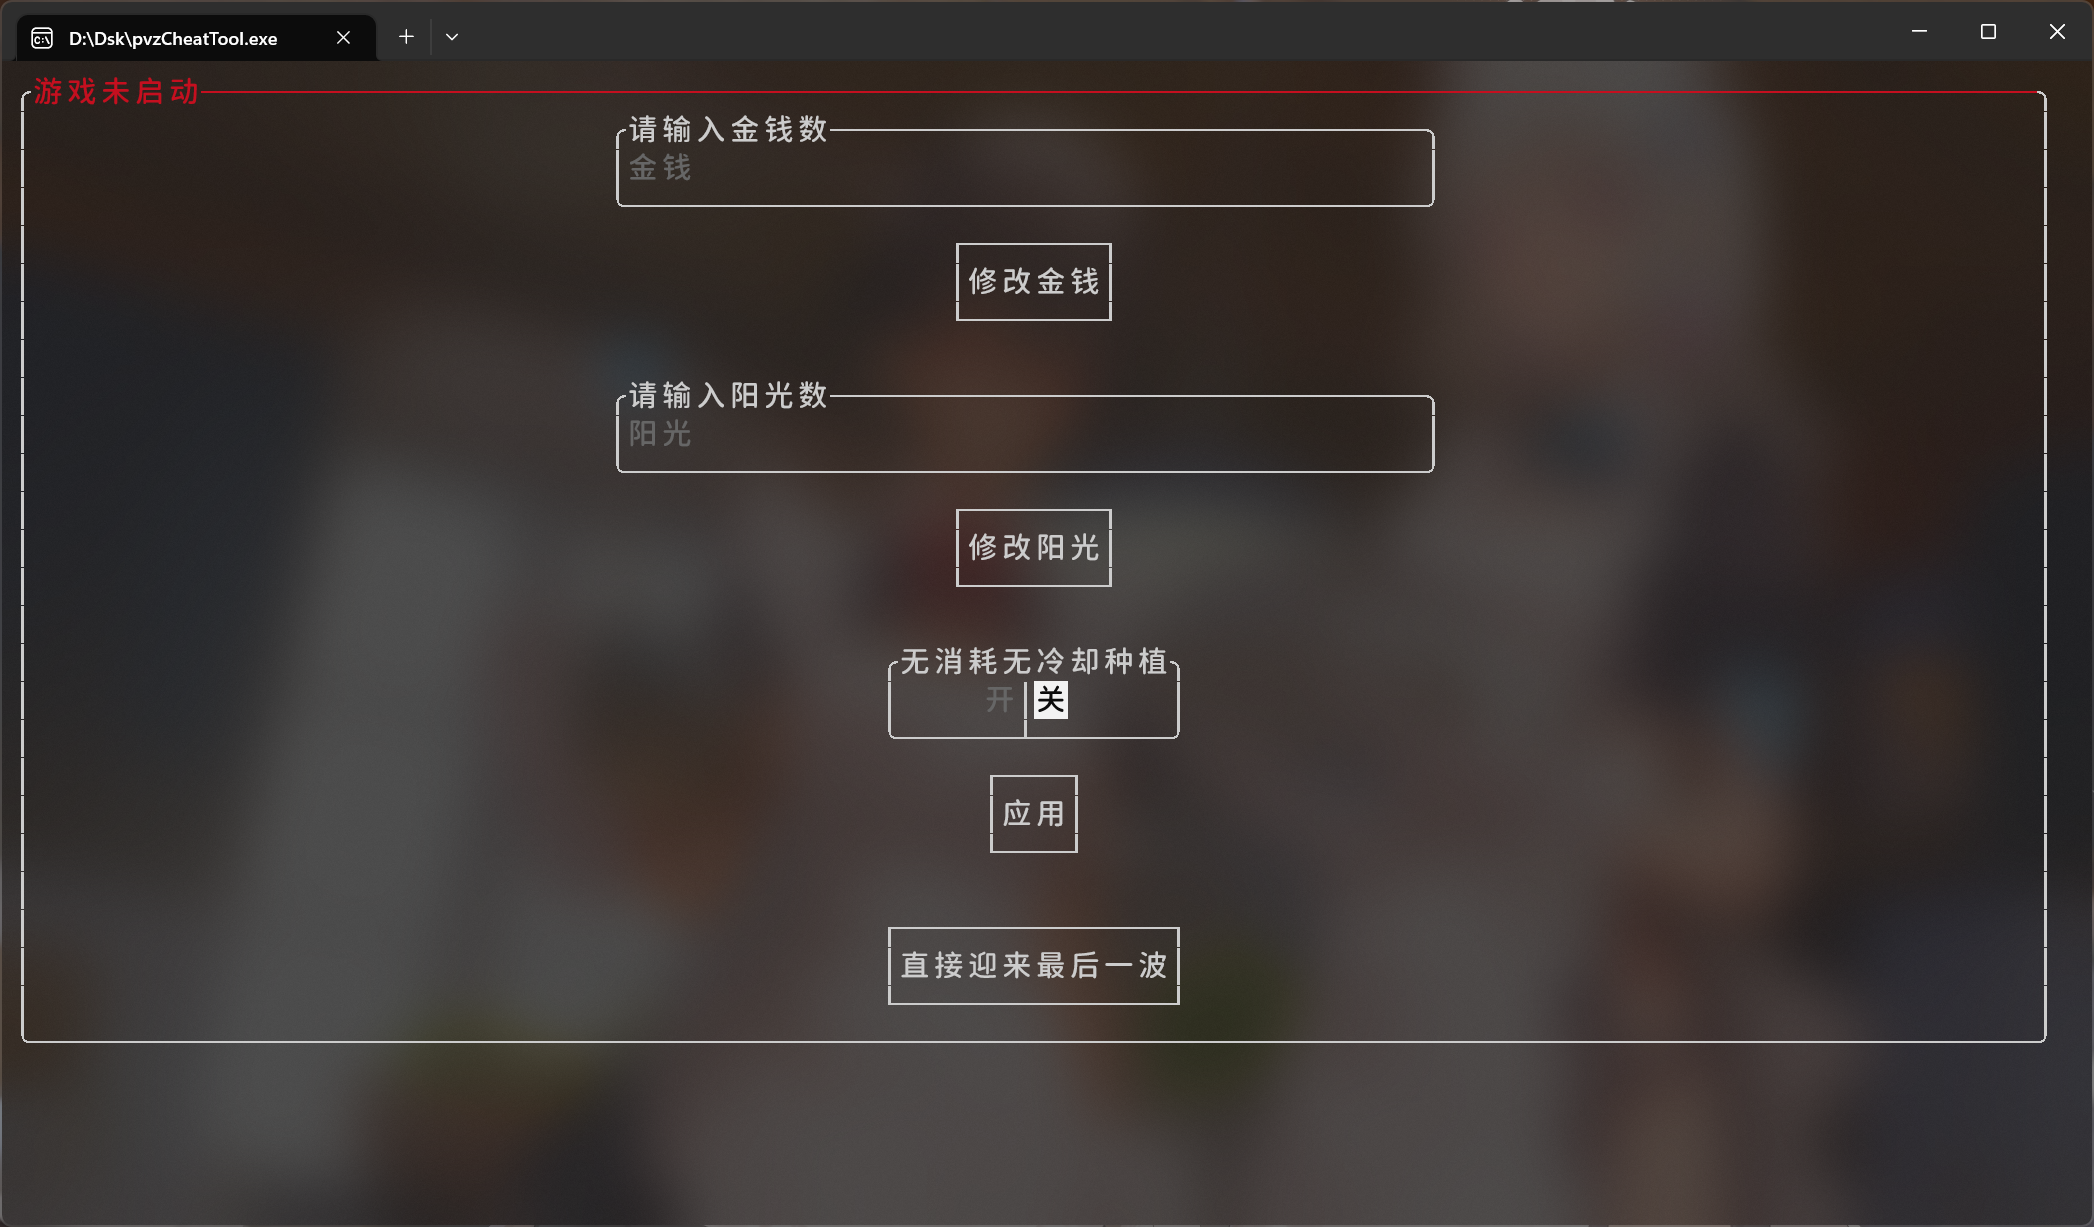 D:\Dsk\pvzCheatTool.exe
游戏未启动
请输入金钱数
金钱
修改金钱
请输入阳光数
阳光
修改阳光
无消耗无冷却种植
开 关
应用
直接迎来最后一波